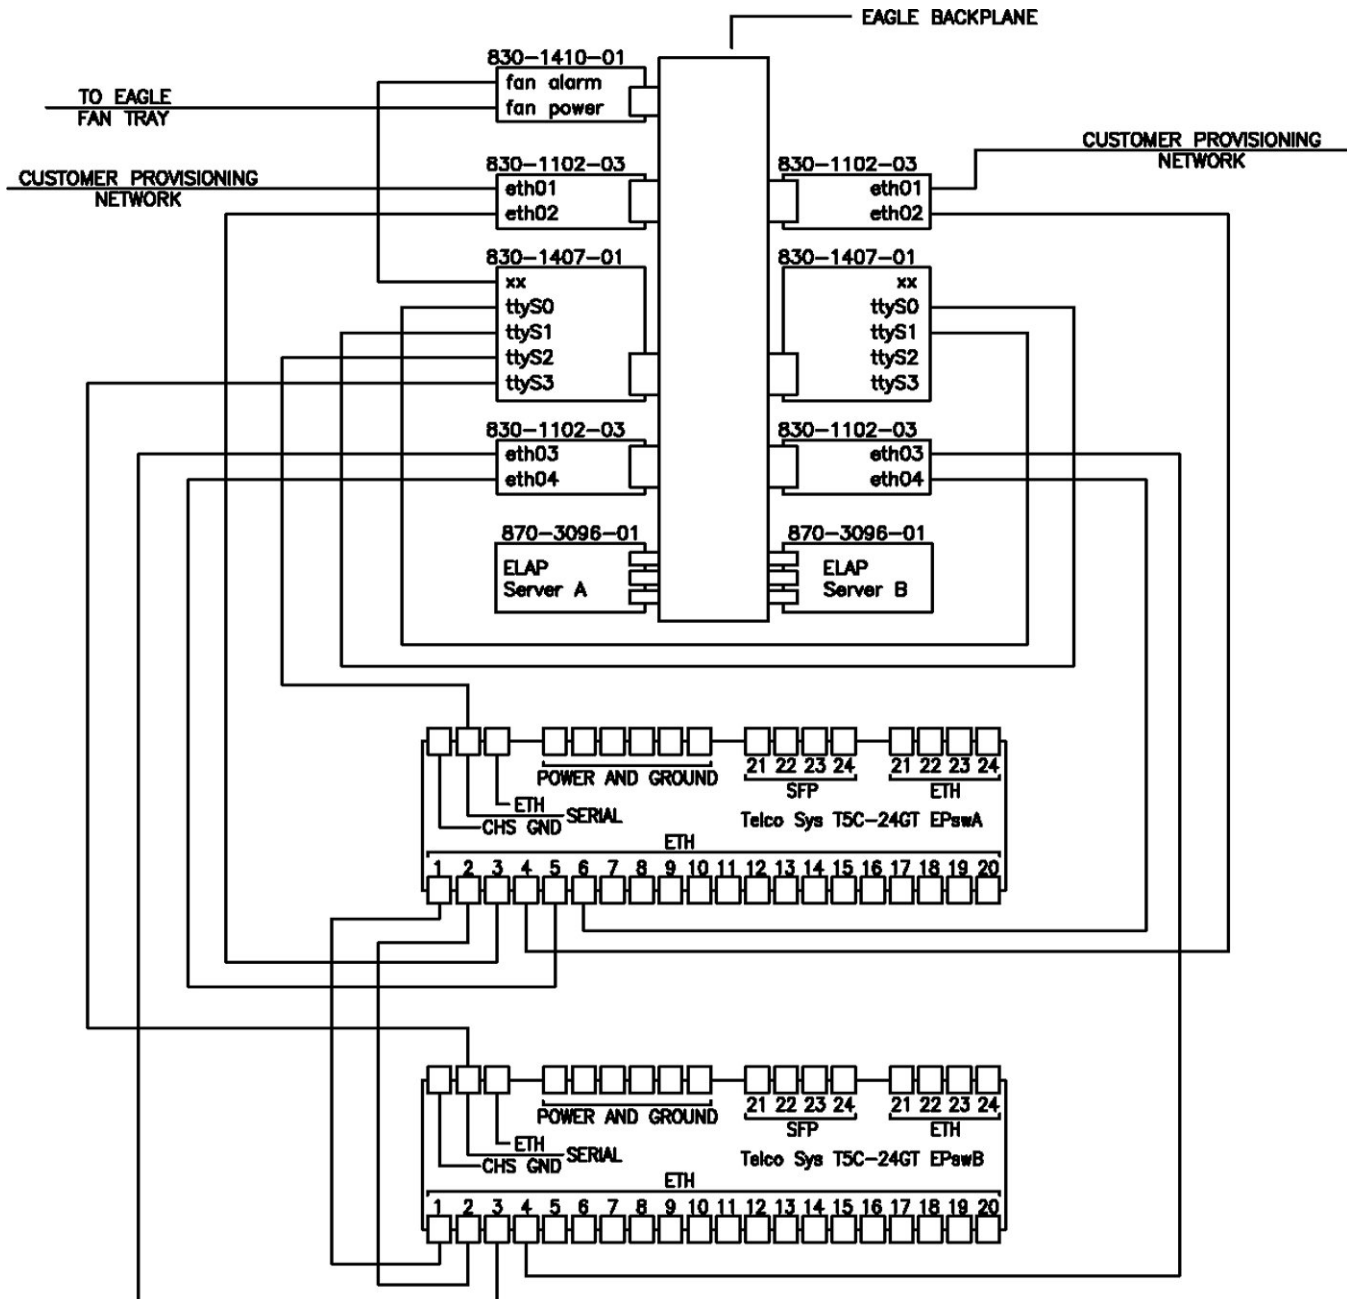 EAGLE BACKPLANE
830-1410-01
fan alarm
fan power
TO EAGLE
FAN TRAY
CUSTOMER PROVISIONING
NETWORK
830-1102-03
eth01
eth02
CUSTOMER PROVISIONING
NETWORK
830-1102-03
eth01
eth02
830-1407-01
xx
ttyS0
ttyS1
ttyS2
ttyS3
830-1407-01
xx
ttyS0
ttyS1
ttyS2
ttyS3
830-1102-03
eth03
eth04
830-1102-03
eth03
eth04
870-3096-01
ELAP
Server A
870-3096-01
ELAP
Server B
21 22 23 24
21 22 23 24
POWER AND GROUND
SFP
ETH
ETH
SERIAL
CHS GND
Telco Sys T5C-24GT EPswA
ETH
1 2 3 4 5 6 7 8 9 10 11 12 13 14 15 16 17 18 19 20
21 22 23 24
21 22 23 24
POWER AND GROUND
SFP
ETH
ETH
SERIAL
CHS GND
Telco Sys T5C-24GT EPswB
ETH
1 2 3 4 5 6 7 8 9 10 11 12 13 14 15 16 17 18 19 20